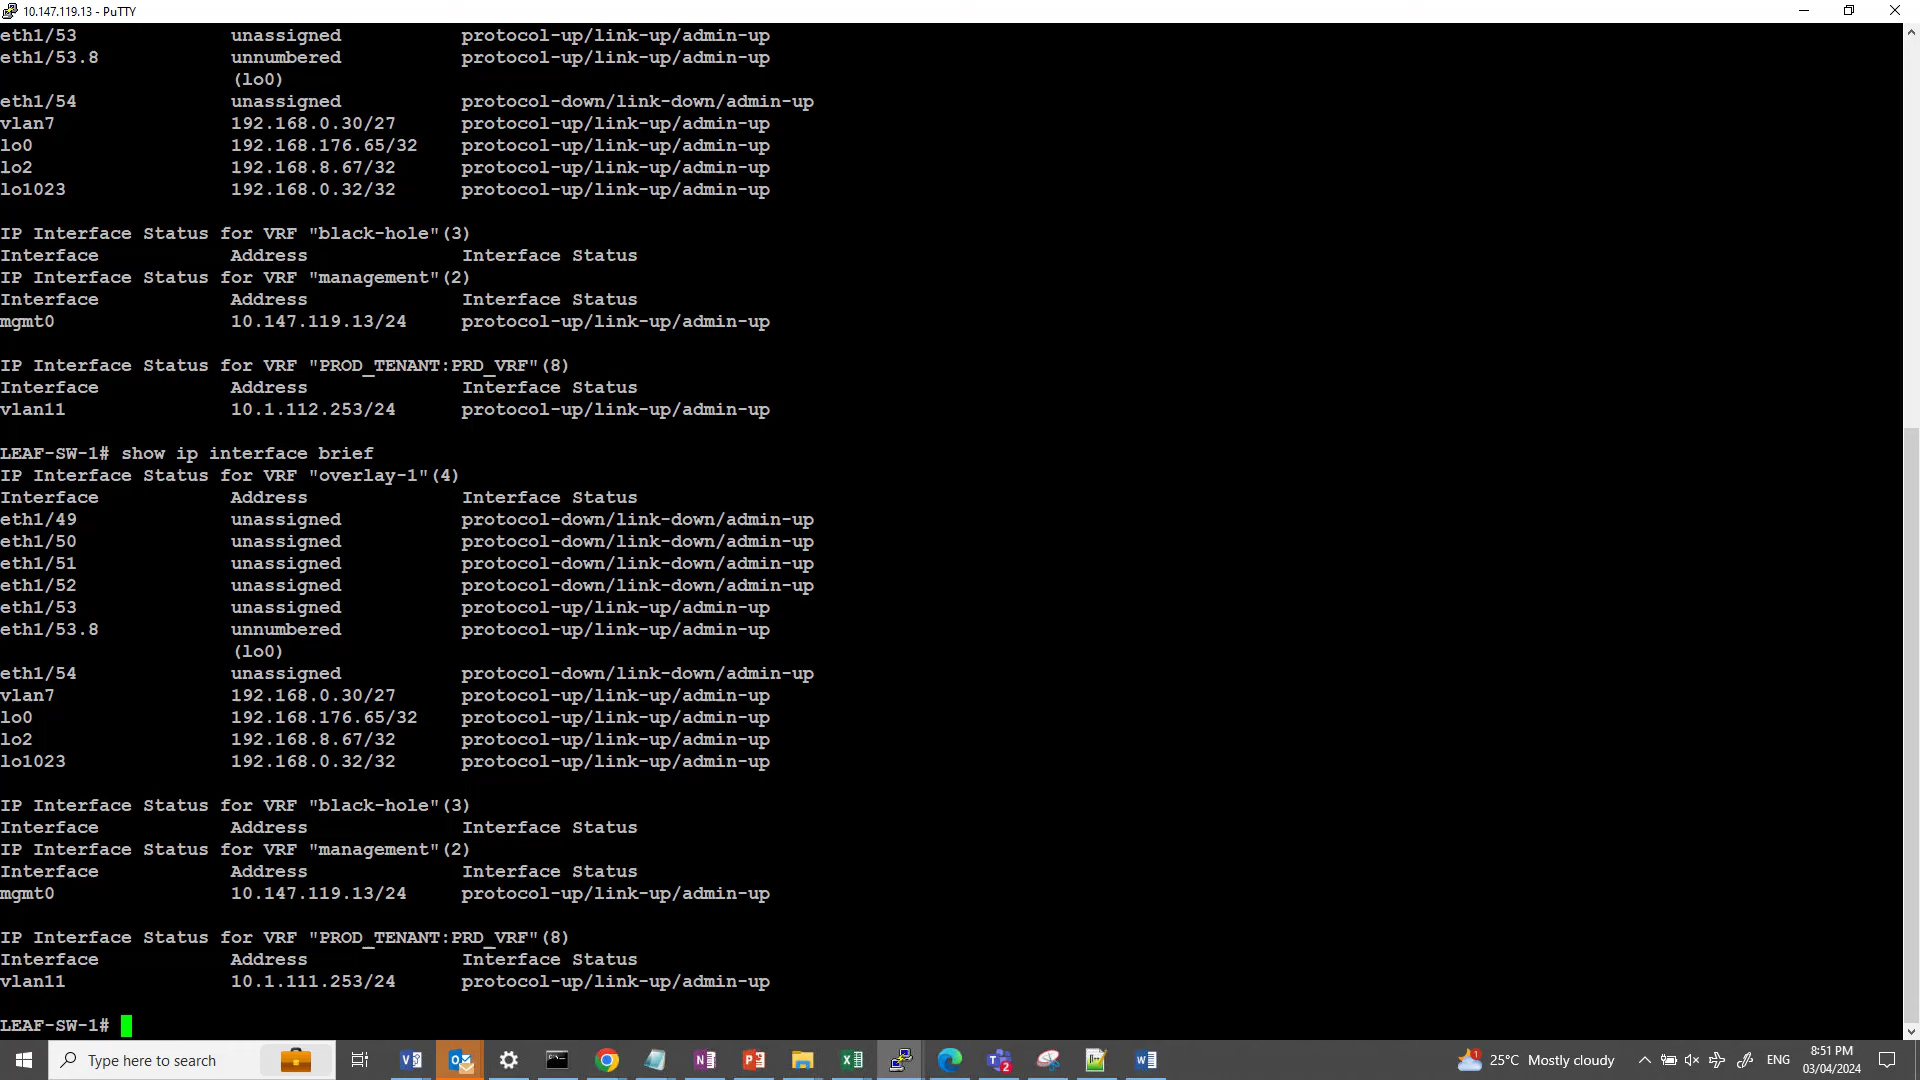 10.147.119.13 - PuTTY
eth1/53              unassigned           protocol-up/link-up/admin-up
eth1/53.8            unnumbered           protocol-up/link-up/admin-up
                     (lo0)
eth1/54              unassigned           protocol-down/link-down/admin-up
vlan7                192.168.0.30/27      protocol-up/link-up/admin-up
lo0                  192.168.176.65/32    protocol-up/link-up/admin-up
lo2                  192.168.8.67/32      protocol-up/link-up/admin-up
lo1023               192.168.0.32/32      protocol-up/link-up/admin-up
IP Interface Status for VRF "black-hole"(3)
Interface            Address              Interface Status
IP Interface Status for VRF "management"(2)
Interface            Address              Interface Status
mgmt0                10.147.119.13/24     protocol-up/link-up/admin-up
IP Interface Status for VRF "PROD_TENANT:PRD_VRF"(8)
Interface            Address              Interface Status
vlan11               10.1.112.253/24      protocol-up/link-up/admin-up
LEAF-SW-1# show ip interface brief
IP Interface Status for VRF "overlay-1"(4)
Interface            Address              Interface Status
eth1/49              unassigned           protocol-down/link-down/admin-up
eth1/50              unassigned           protocol-down/link-down/admin-up
eth1/51              unassigned           protocol-down/link-down/admin-up
eth1/52              unassigned           protocol-down/link-down/admin-up
eth1/53              unassigned           protocol-up/link-up/admin-up
eth1/53.8            unnumbered           protocol-up/link-up/admin-up
                     (lo0)
eth1/54              unassigned           protocol-down/link-down/admin-up
vlan7                192.168.0.30/27      protocol-up/link-up/admin-up
lo0                  192.168.176.65/32    protocol-up/link-up/admin-up
lo2                  192.168.8.67/32      protocol-up/link-up/admin-up
lo1023               192.168.0.32/32      protocol-up/link-up/admin-up
IP Interface Status for VRF "black-hole"(3)
Interface            Address              Interface Status
IP Interface Status for VRF "management"(2)
Interface            Address              Interface Status
mgmt0                10.147.119.13/24     protocol-up/link-up/admin-up
IP Interface Status for VRF "PROD_TENANT:PRD_VRF"(8)
Interface            Address              Interface Status
vlan11               10.1.111.253/24      protocol-up/link-up/admin-up
LEAF-SW-1#
Type here to search
25°C Mostly cloudy
ENG
8:51 PM
03/04/2024